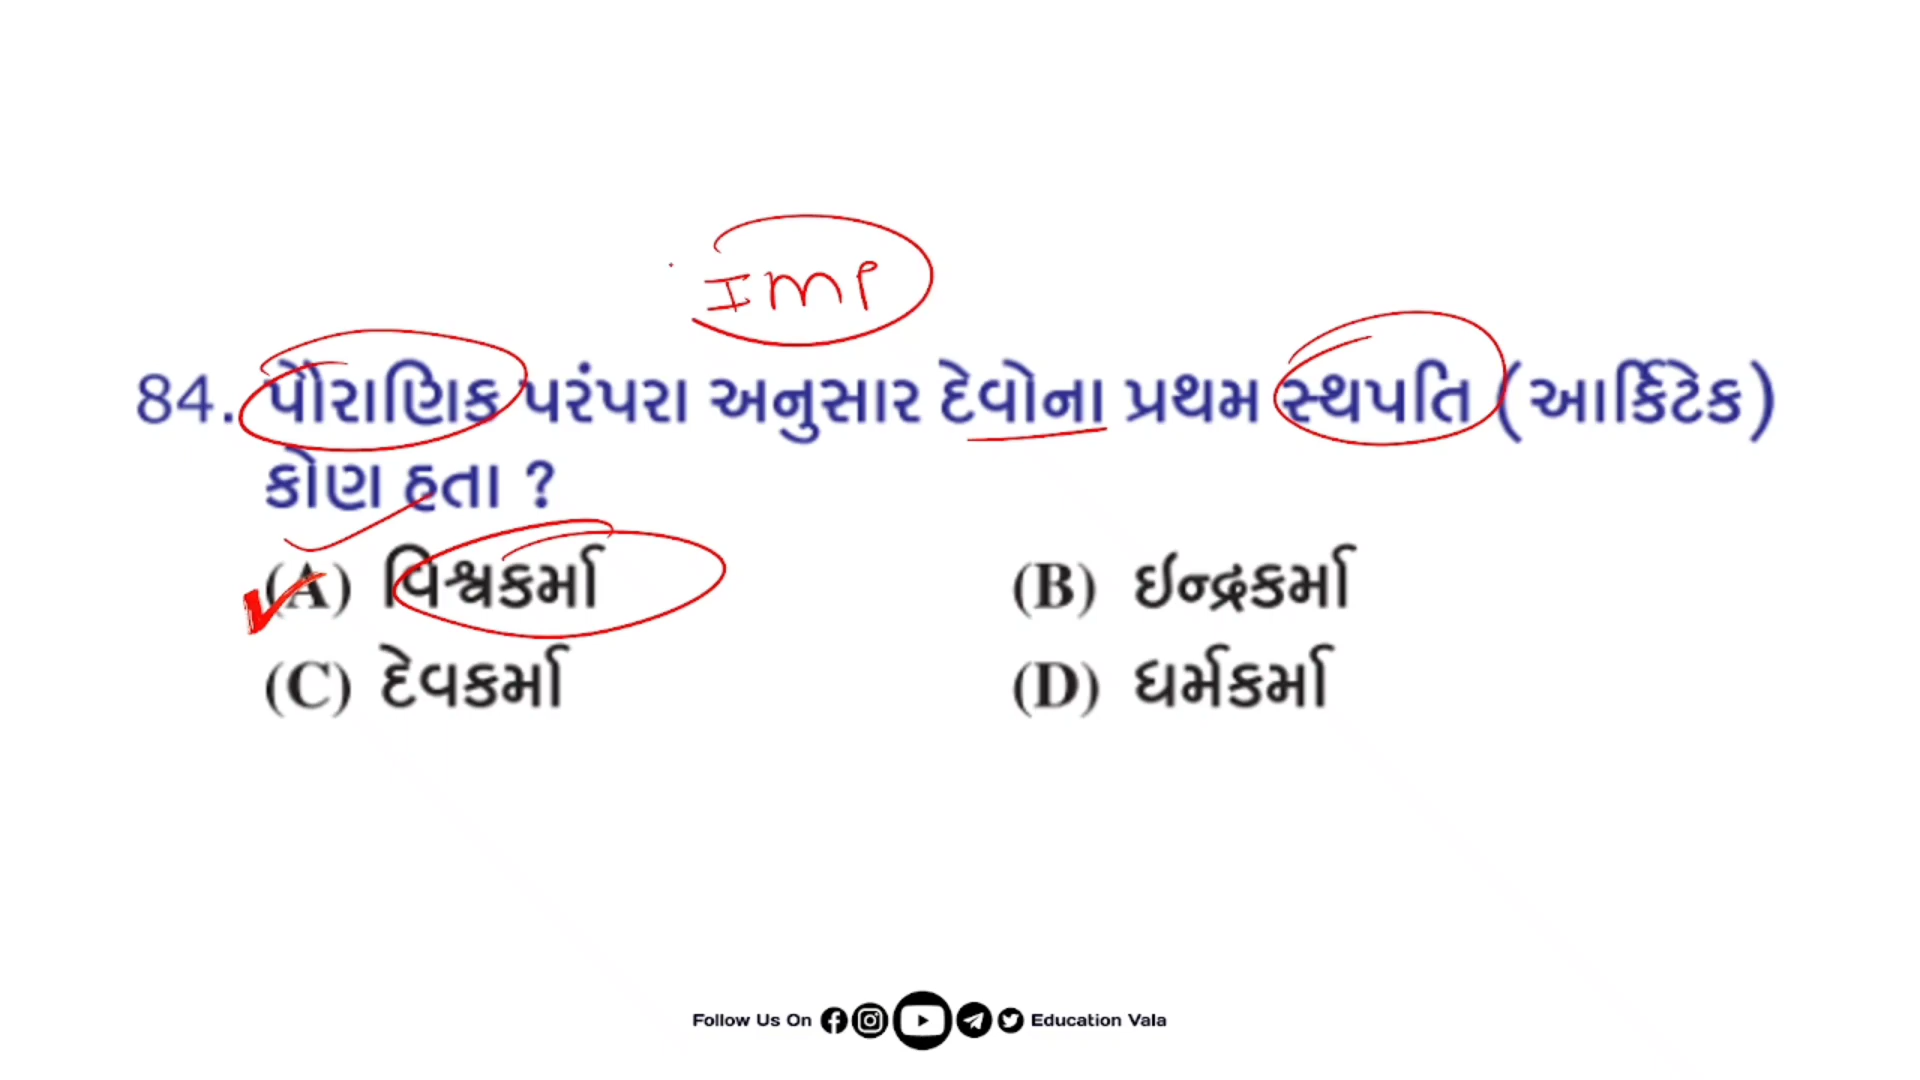 IMP
84. પૌરાણિક પરંપરા અનુસાર દેવોના પ્રથમ સ્થપતિ (આર્કિટેક)
કોણ હતા ?
(A) વિશ્વકર્મા (B) ઇન્દ્રકર્મા
(C) દેવકર્મા (D) ધર્મકર્મા
Follow Us On Education Vala